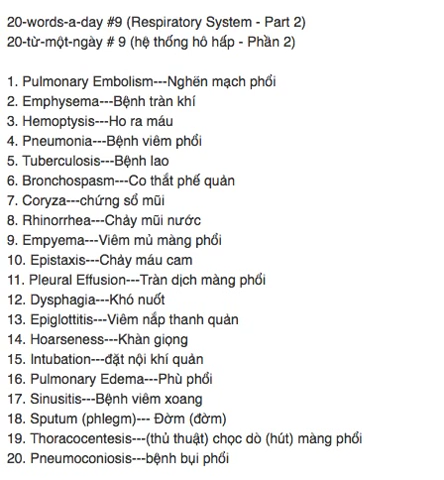 20-words-a-day #9 (Respiratory System - Part 2)
20-từ-một-ngày # 9 (hệ thống hô hấp - Phần 2)
1. Pulmonary Embolism---Nghẽn mạch phổi
2. Emphysema---Bệnh tràn khí
3. Hemoptysis---Ho ra máu
4. Pneumonia---Bệnh viêm phổi
5. Tuberculosis---Bệnh lao
6. Bronchospasm---Co thắt phế quản
7. Coryza---chứng sổ mũi
8. Rhinorrhea---Chảy mũi nước
9. Empyema---Viêm mủ màng phổi
10. Epistaxis---Chảy máu cam
11. Pleural Effusion---Tràn dịch màng phổi
12. Dysphagia---Khó nuốt
13. Epiglottitis---Viêm nắp thanh quản
14. Hoarseness---Khàn giọng
15. Intubation---đặt nội khí quản
16. Pulmonary Edema---Phù phổi
17. Sinusitis---Bệnh viêm xoang
18. Sputum (phlegm)--- Đờm (đờm)
19. Thoracocentesis---(thủ thuật) chọc dò (hút) màng phổi
20. Pneumoconiosis---bệnh bụi phổi